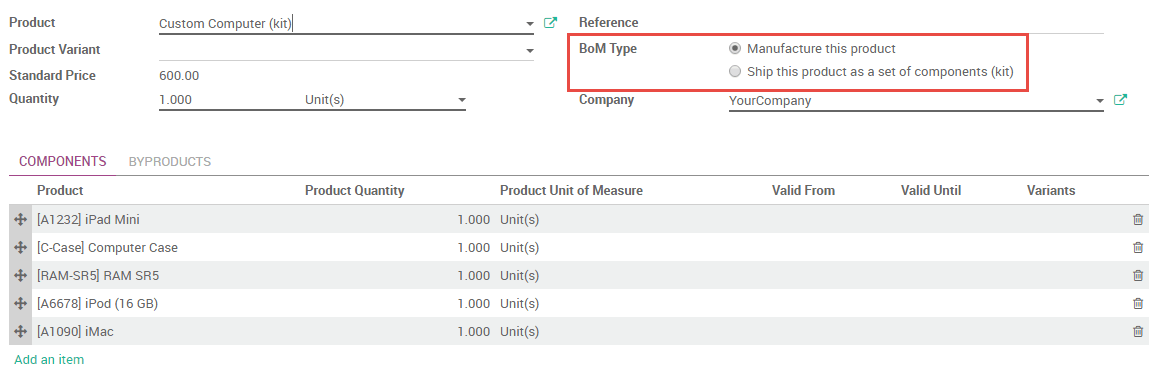 Product Custom Computer (kit) Reference
Product Variant BoM Type Manufacture this product
Standard Price 600.00 Ship this product as a set of components (kit)
Quantity 1.000 Unit(s) Company YourCompany
COMPONENTS BYPRODUCTS
Product Product Quantity Product Unit of Measure Valid From Valid Until Variants
[A1232] iPad Mini 1.000 Unit(s)
[C-Case] Computer Case 1.000 Unit(s)
[RAM-SR5] RAM SR5 1.000 Unit(s)
[A6678] iPod (16 GB) 1.000 Unit(s)
[A1090] iMac 1.000 Unit(s)
Add an item